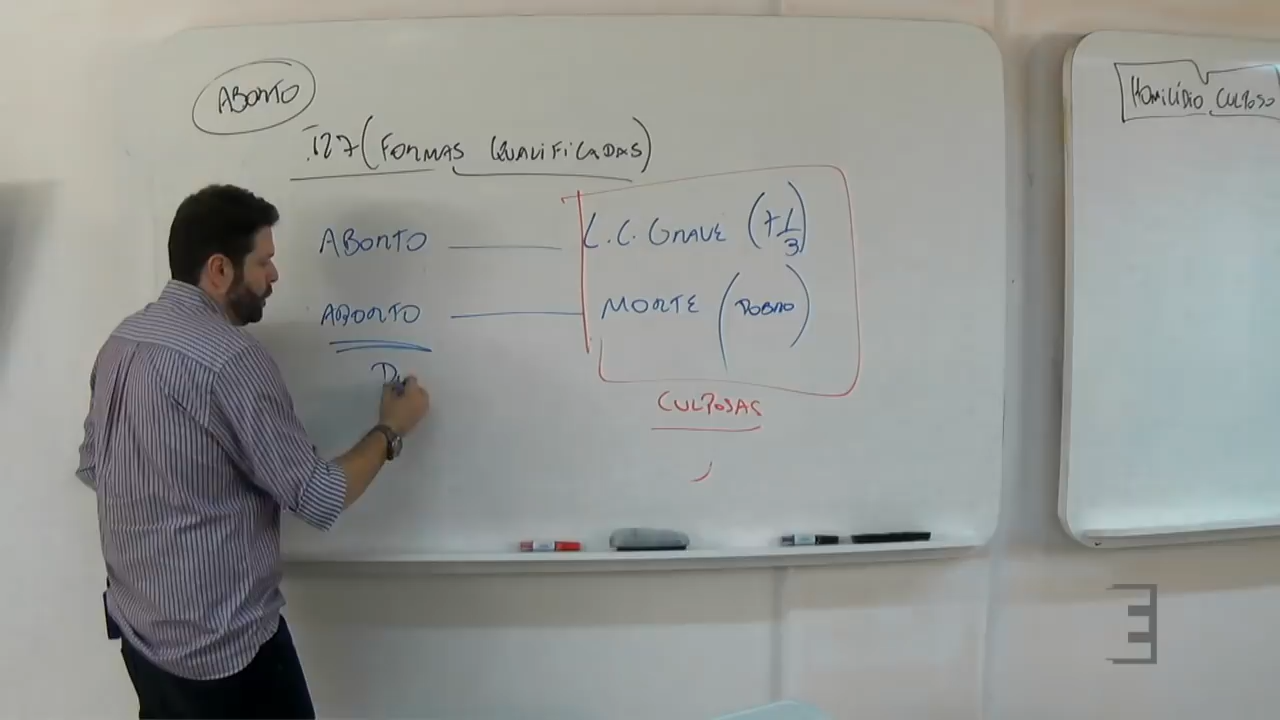 ABORTO
127 (FORMAS QUALIFICADAS)
ABORTO L.C. GRAVE (+1/3)
ABORTO MORTE (DOBRO)
D
CULPOSAS
HOMICÍDIO CULPOSO